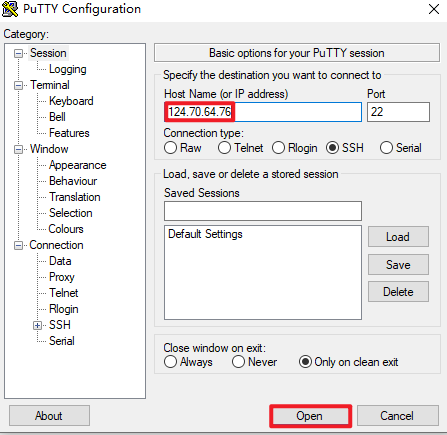 PuTTY Configuration
Category:
Session
Logging
Terminal
Keyboard
Bell
Features
Window
Appearance
Behaviour
Translation
Selection
Colours
Connection
Data
Proxy
Telnet
Rlogin
SSH
Serial
Basic options for your PuTTY session
Specify the destination you want to connect to
Host Name (or IP address) Port
124.70.64.76 22
Connection type:
Raw Telnet Rlogin SSH Serial
Load, save or delete a stored session
Saved Sessions
Default Settings
Load
Save
Delete
Close window on exit:
Always Never Only on clean exit
About Open Cancel